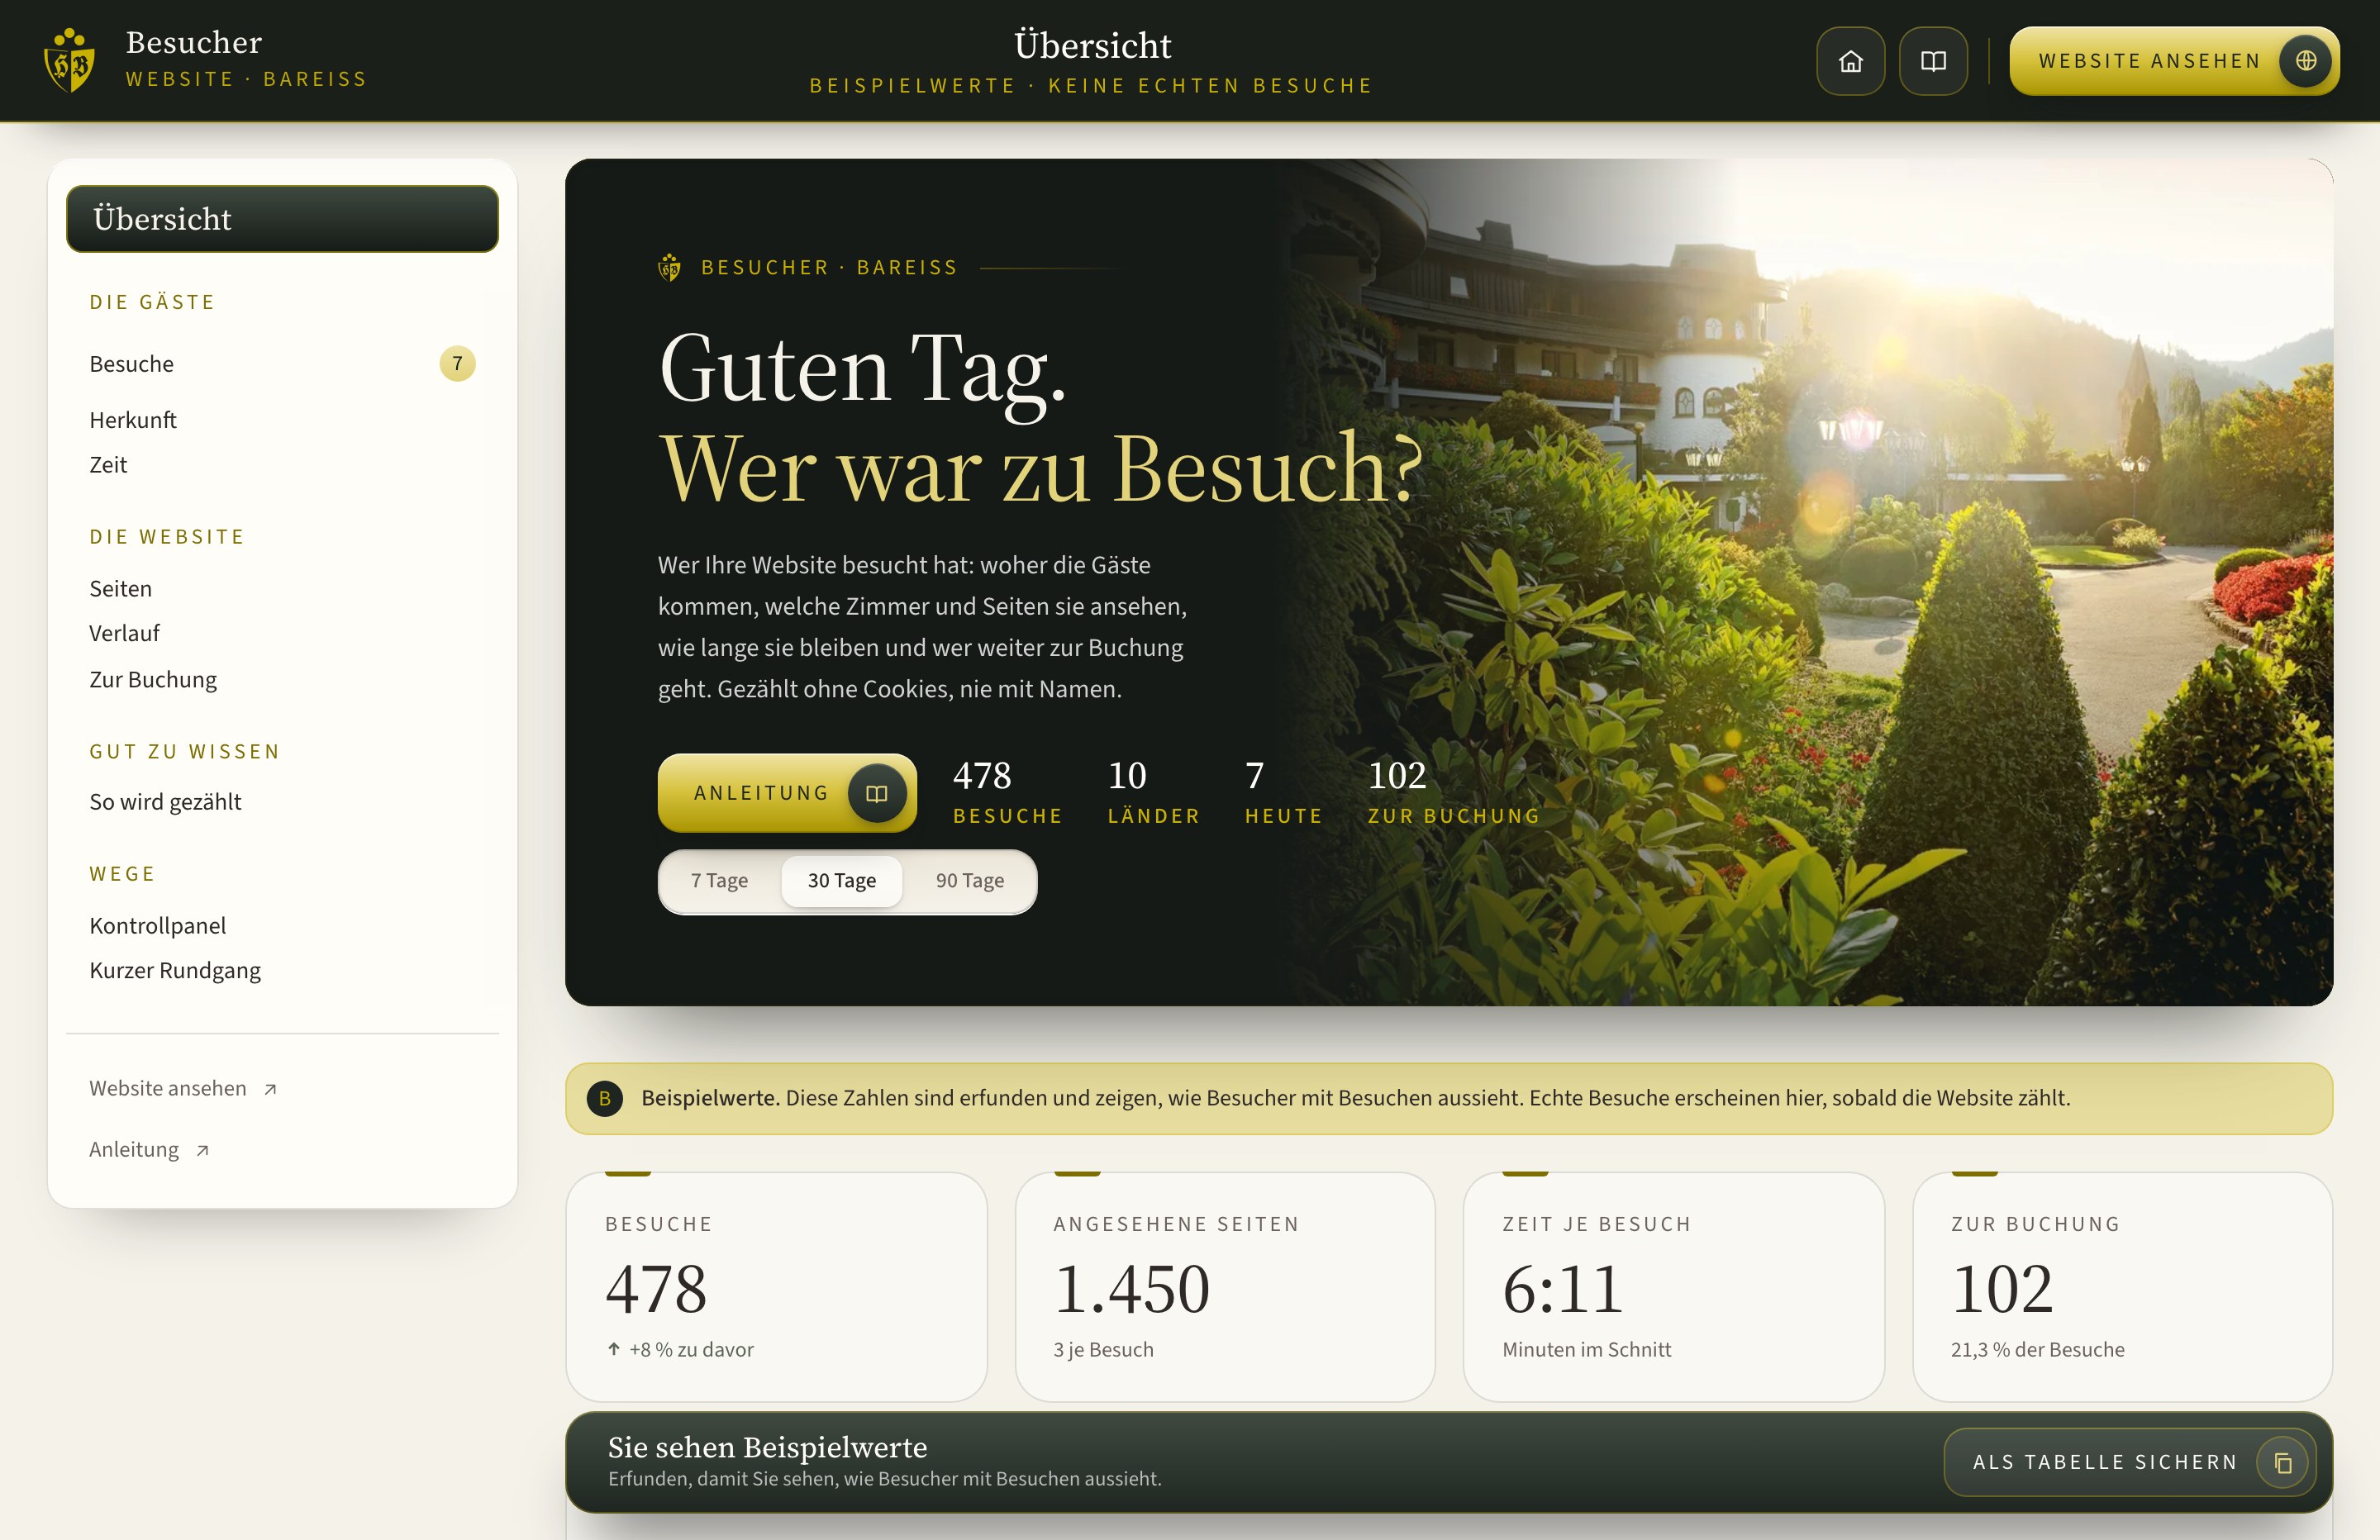 Besucher
WEBSITE · BAREISS
Übersicht
BEISPIELWERTE · KEINE ECHTEN BESUCHE
WEBSITE ANSEHEN
Übersicht
DIE GÄSTE
Besuche 7
Herkunft
Zeit
DIE WEBSITE
Seiten
Verlauf
Zur Buchung
GUT ZU WISSEN
So wird gezählt
WEGE
Kontrollpanel
Kurzer Rundgang
Website ansehen
Anleitung
BESUCHER · BAREISS
Guten Tag.
Wer war zu Besuch?
Wer Ihre Website besucht hat: woher die Gäste
kommen, welche Zimmer und Seiten sie ansehen,
wie lange sie bleiben und wer weiter zur Buchung
geht. Gezählt ohne Cookies, nie mit Namen.
ANLEITUNG
478
BESUCHE
10
LÄNDER
7
HEUTE
102
ZUR BUCHUNG
7 Tage
30 Tage
90 Tage
B
Beispielwerte. Diese Zahlen sind erfunden und zeigen, wie Besucher mit Besuchen aussieht. Echte Besuche erscheinen hier, sobald die Website zählt.
BESUCHE
478
+8 % zu davor
ANGESEHENE SEITEN
1.450
3 je Besuch
ZEIT JE BESUCH
6:11
Minuten im Schnitt
ZUR BUCHUNG
102
21,3 % der Besuche
Sie sehen Beispielwerte
Erfunden, damit Sie sehen, wie Besucher mit Besuchen aussieht.
ALS TABELLE SICHERN